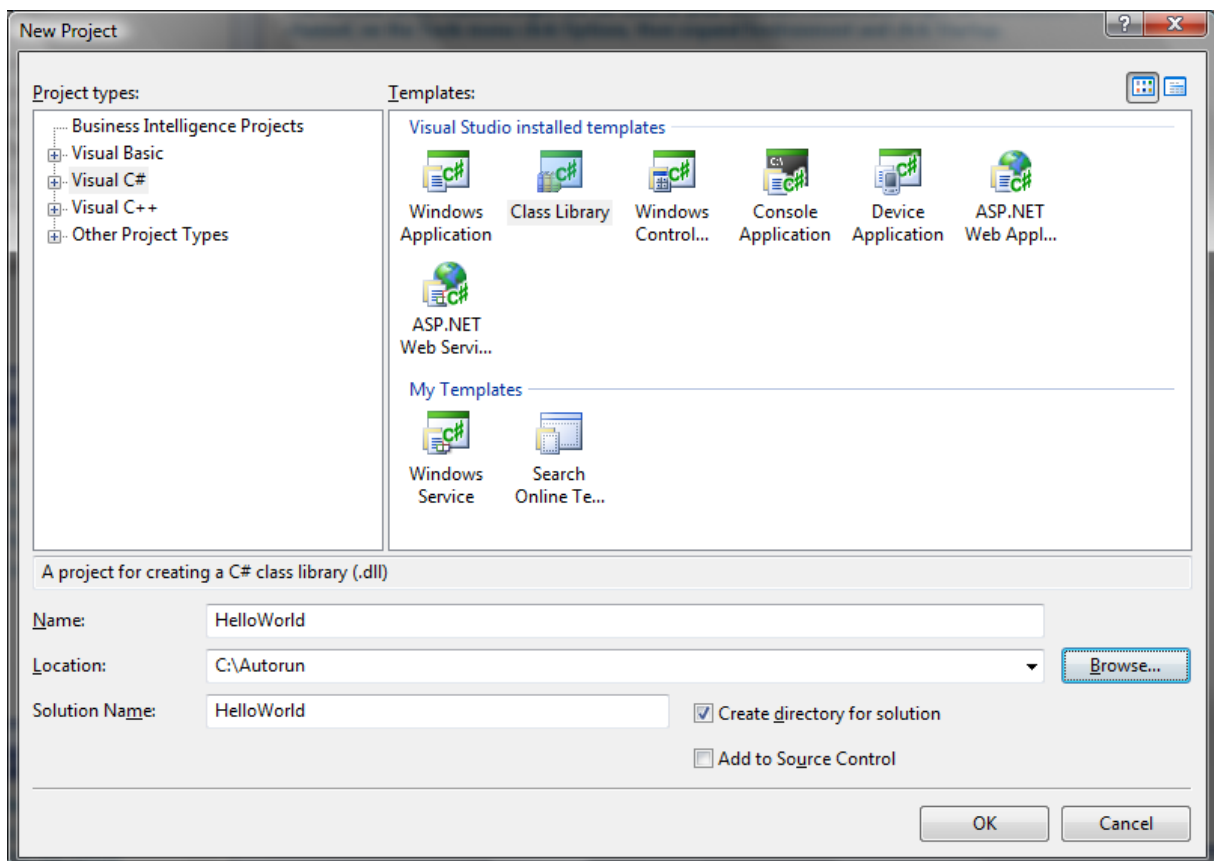 New Project
Project types:
Templates:
Business Intelligence Projects
Visual Basic
Visual C#
Visual C++
Other Project Types
Visual Studio installed templates
Windows Application
Class Library
Windows Control...
Console Application
Device Application
ASP.NET Web Appl...
ASP.NET Web Servi...
My Templates
Windows Service
Search Online Te...
A project for creating a C# class library (.dll)
Name:
HelloWorld
Location:
C:\Autorun
Browse...
Solution Name:
HelloWorld
Create directory for solution
Add to Source Control
OK
Cancel